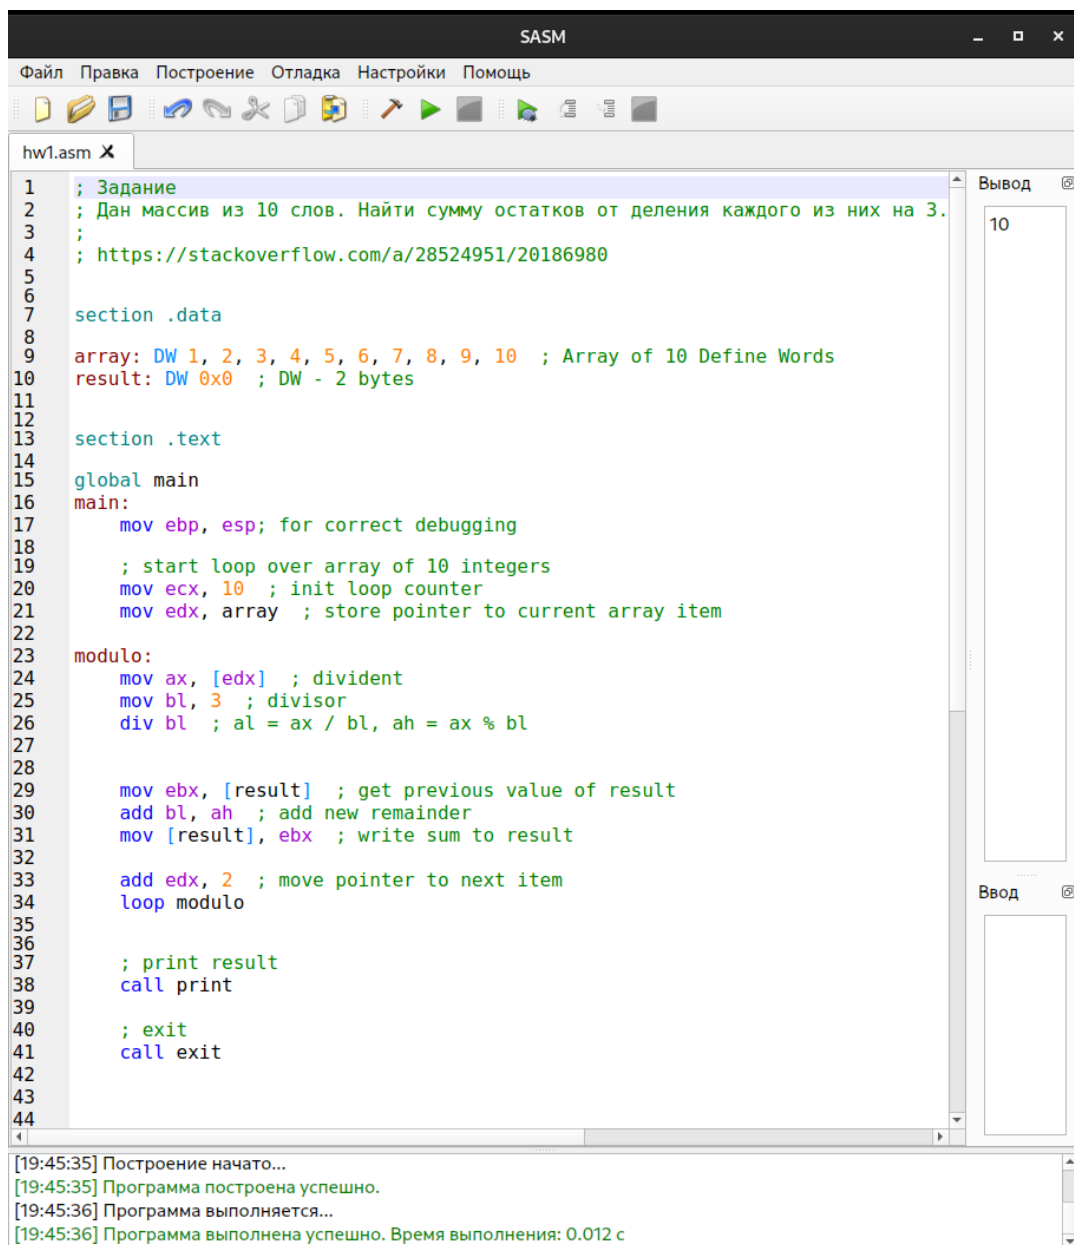 SASM
Файл Правка Построение Отладка Настройки Помощь
hw1.asm
1 ; Задание
2 ; Дан массив из 10 слов. Найти сумму остатков от деления каждого из них на 3.
3 ;
4 ; https://stackoverflow.com/a/28524951/20186980
5
6
7 section .data
8
9 array: DW 1, 2, 3, 4, 5, 6, 7, 8, 9, 10  ; Array of 10 Define Words
10 result: DW 0x0  ; DW - 2 bytes
11
12
13 section .text
14
15 global main
16 main:
17     mov ebp, esp; for correct debugging
18
19     ; start loop over array of 10 integers
20     mov ecx, 10  ; init loop counter
21     mov edx, array  ; store pointer to current array item
22
23 modulo:
24     mov ax, [edx]  ; divident
25     mov bl, 3  ; divisor
26     div bl  ; al = ax / bl, ah = ax % bl
27
28
29     mov ebx, [result]  ; get previous value of result
30     add bl, ah  ; add new remainder
31     mov [result], ebx  ; write sum to result
32
33     add edx, 2  ; move pointer to next item
34     loop modulo
35
36
37     ; print result
38     call print
39
40     ; exit
41     call exit
42
43
44
Вывод
10
Ввод
[19:45:35] Построение начато...
[19:45:35] Программа построена успешно.
[19:45:36] Программа выполняется...
[19:45:36] Программа выполнена успешно. Время выполнения: 0.012 с